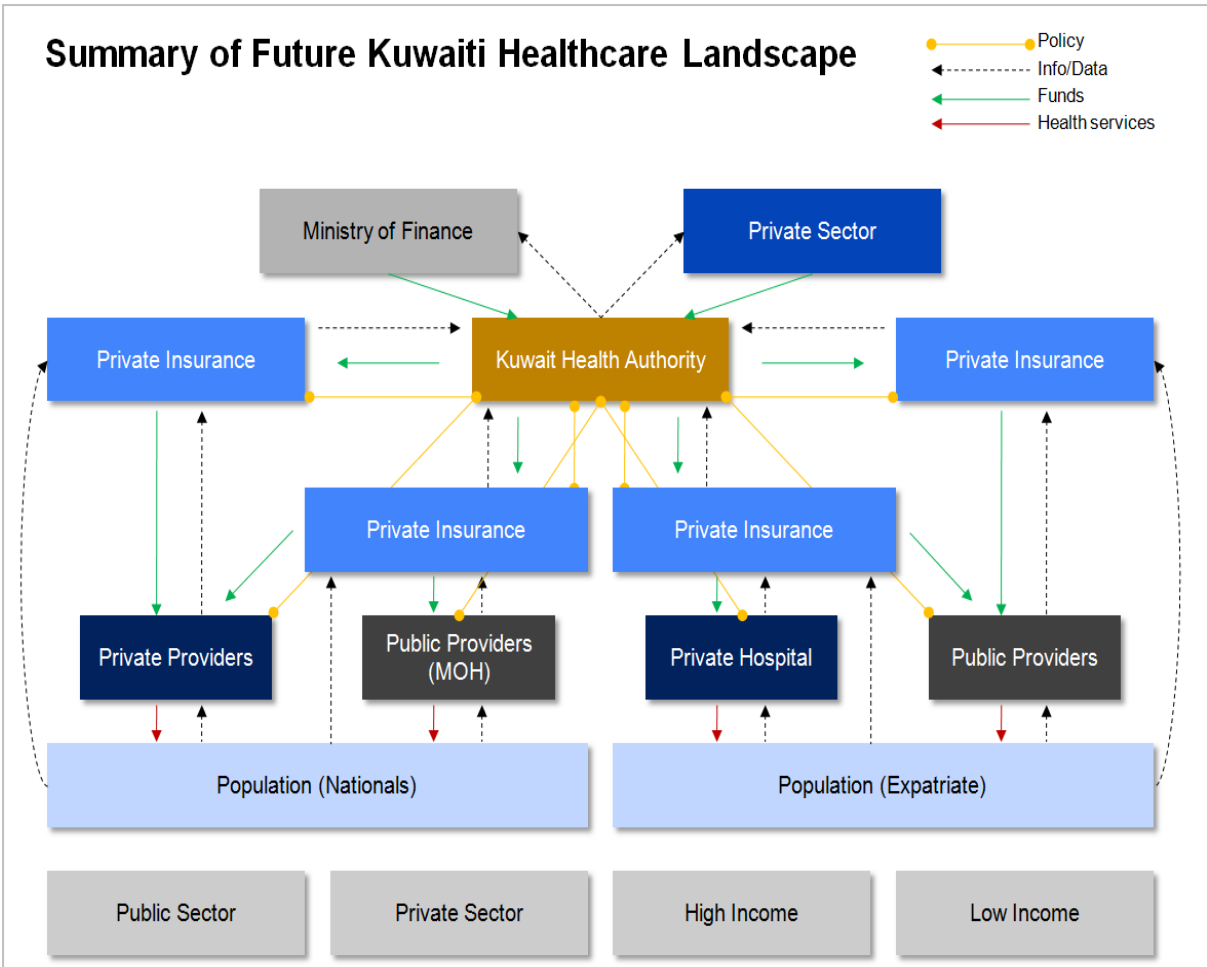 Summary of Future Kuwaiti Healthcare Landscape
Policy
Info/Data
Funds
Health services
Ministry of Finance
Private Sector
Private Insurance
Kuwait Health Authority
Private Insurance
Private Insurance
Private Insurance
Private Providers
Public Providers
(MOH)
Private Hospital
Public Providers
Population (Nationals)
Population (Expatriate)
Public Sector
Private Sector
High Income
Low Income